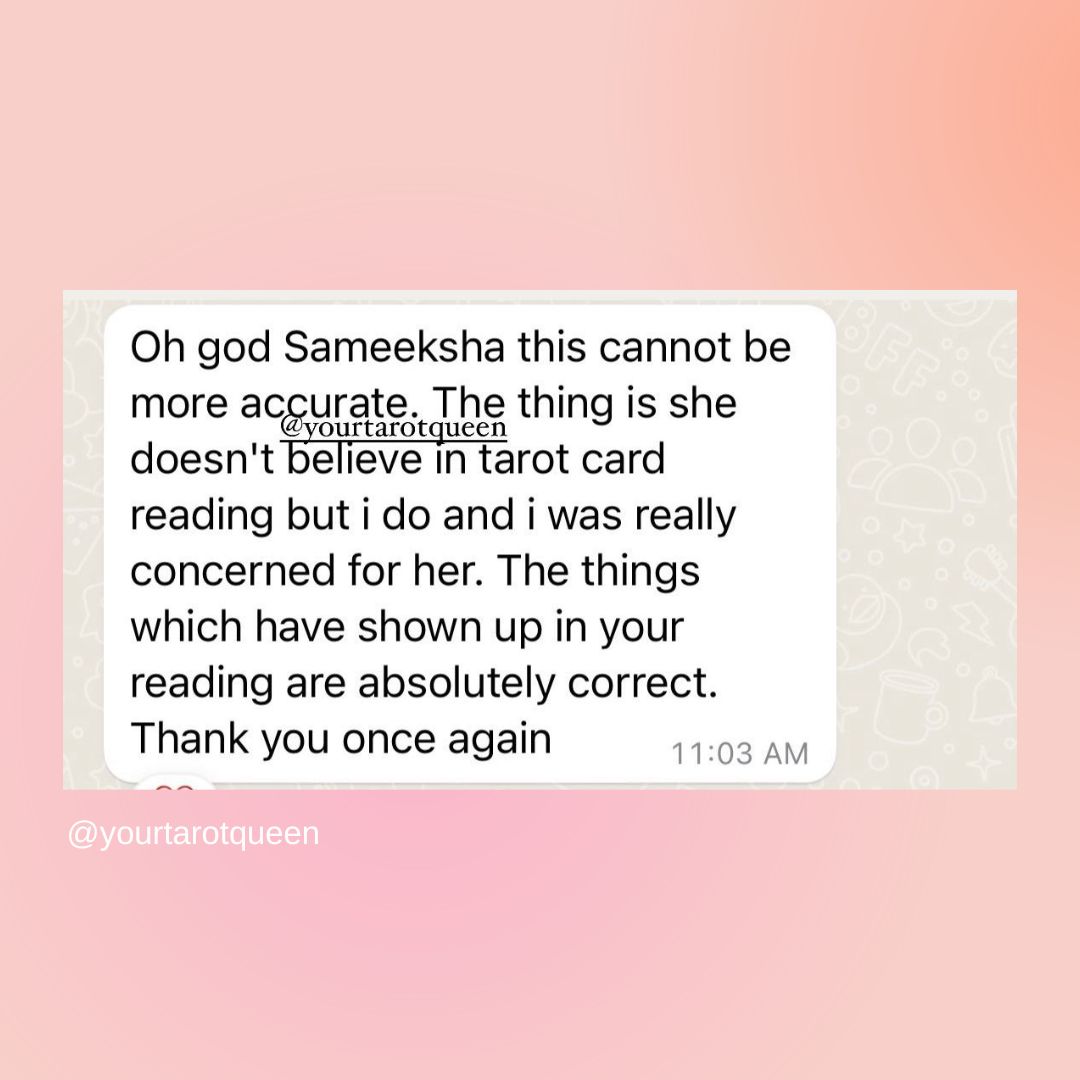 Oh god Sameeksha this cannot be
more accurate. The thing is she
@yourtarotqueen
doesn't believe in tarot card
reading but i do and i was really
concerned for her. The things
which have shown up in your
reading are absolutely correct.
Thank you once again
11:03 AM
@yourtarotqueen